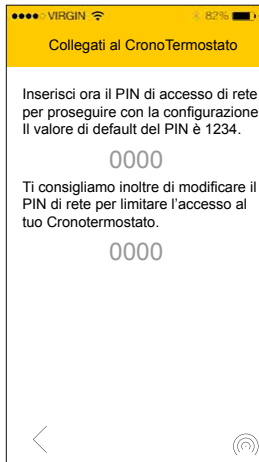 VIRGIN 82%
Collegati al CronoTermostato
Inserisci ora il PIN di accesso di rete
per proseguire con la configurazione
Il valore di default del PIN è 1234.
0000
Ti consigliamo inoltre di modificare il
PIN di rete per limitare l'accesso al
tuo Cronotermostato.
0000